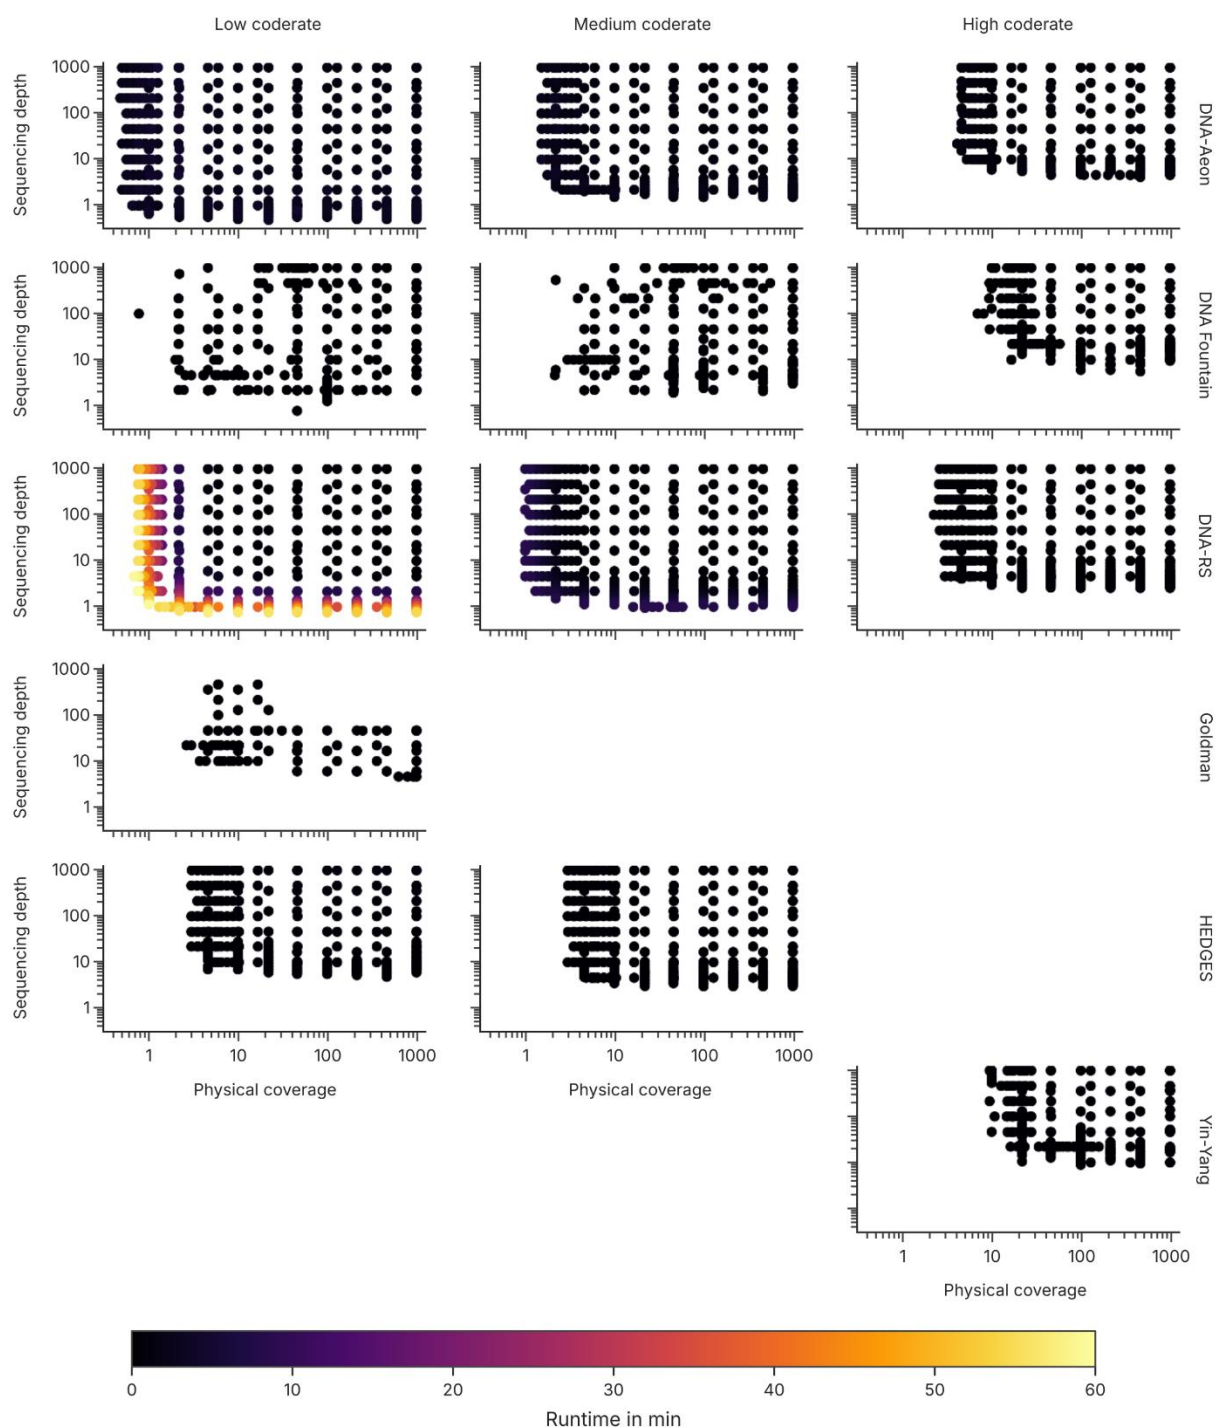 Low coderate
Medium coderate
High coderate
Sequencing depth
1000
100
10
1
DNA-Aeon
Sequencing depth
1000
100
10
1
DNA Fountain
Sequencing depth
1000
100
10
1
DNA-RS
Sequencing depth
1000
100
10
1
Goldman
Sequencing depth
1000
100
10
1
HEDGES
1 10 100 1000
1 10 100 1000
Physical coverage
Physical coverage
Yin-Yang
1 10 100 1000
Physical coverage
0 10 20 30 40 50 60
Runtime in min